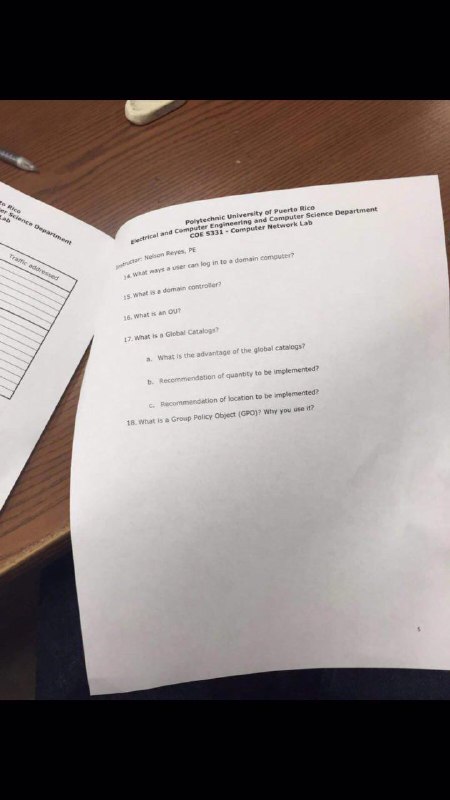 to Rico
er Science Department
Lab
Traffic addressed
Polytechnic University of Puerto Rico
Electrical and Computer Engineering and Computer Science Department
COE 5331 - Computer Network Lab
Instructor: Nelson Reyes, PE
14. What ways a user can log in to a domain computer?
15. What is a domain controller?
16. What is an OU?
17. What is a Global Catalogs?
a. What is the advantage of the global catalogs?
b. Recommendation of quantity to be implemented?
c. Recommendation of location to be implemented?
18. What is a Group Policy Object (GPO)? Why you use it?
5